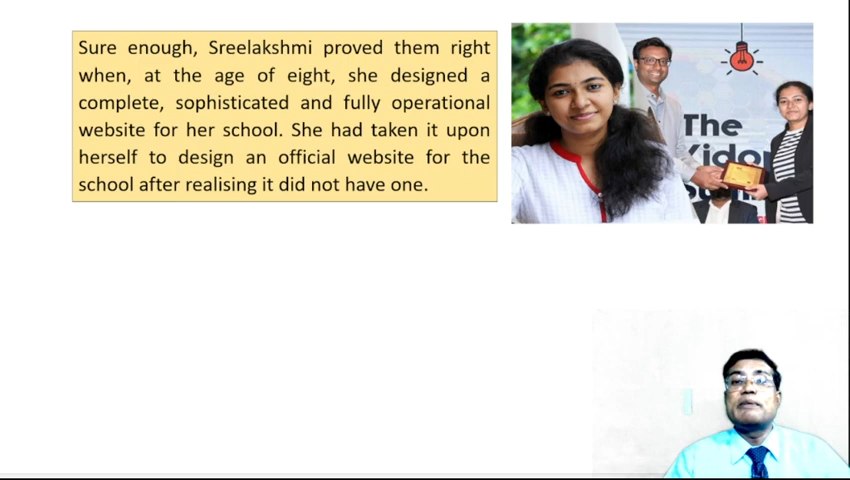 Sure enough, Sreelakshmi proved them right
when, at the age of eight, she designed a
complete, sophisticated and fully operational
website for her school. She had taken it upon
herself to design an official website for the
school after realising it did not have one.
The